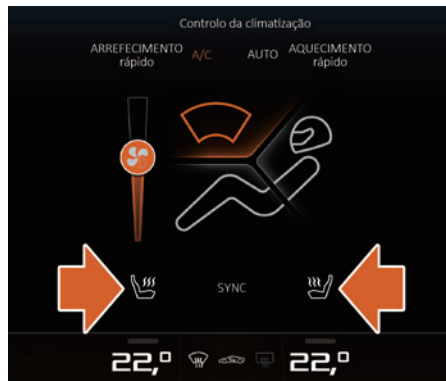 Controlo da climatização
ARREFECIMENTO
rápido
A/C
AUTO
AQUECIMENTO
rápido
SYNC
22,º
22,º